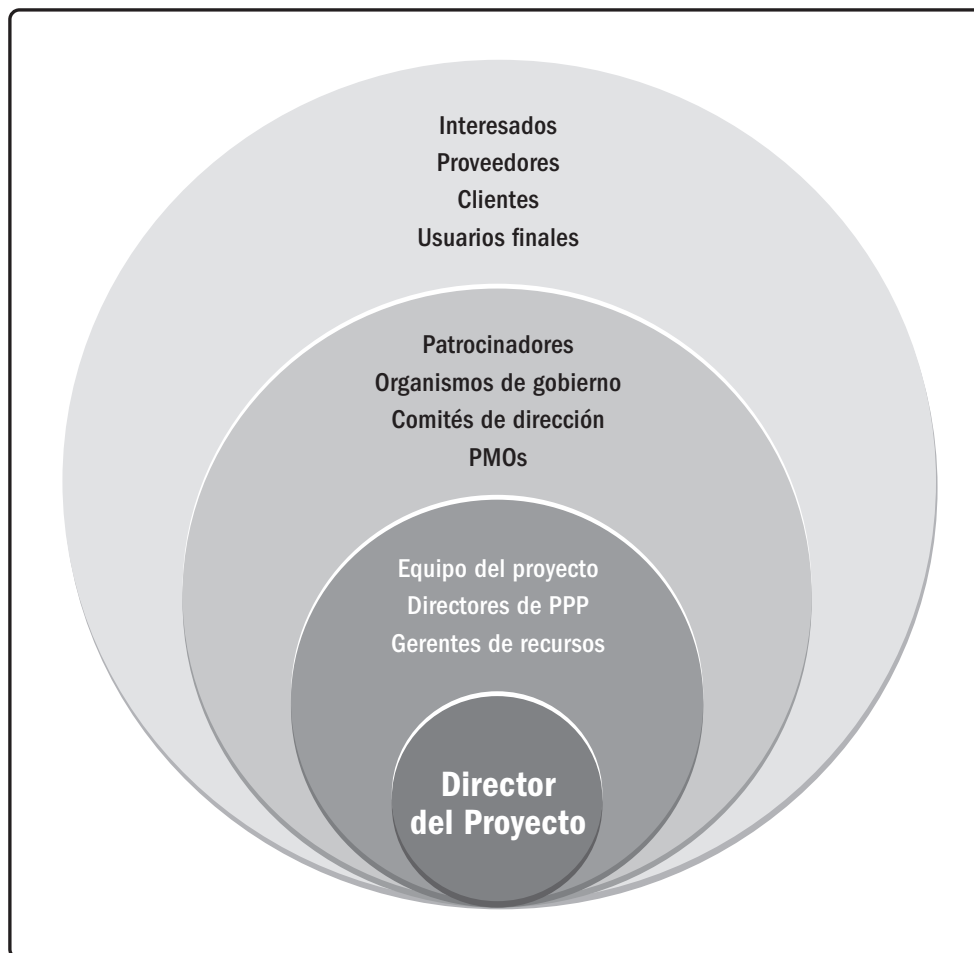 Interesados
Proveedores
Clientes
Usuarios finales
Patrocinadores
Organismos de gobierno
Comités de dirección
PMOs
Equipo del proyecto
Directores de PPP
Gerentes de recursos
Director
del Proyecto